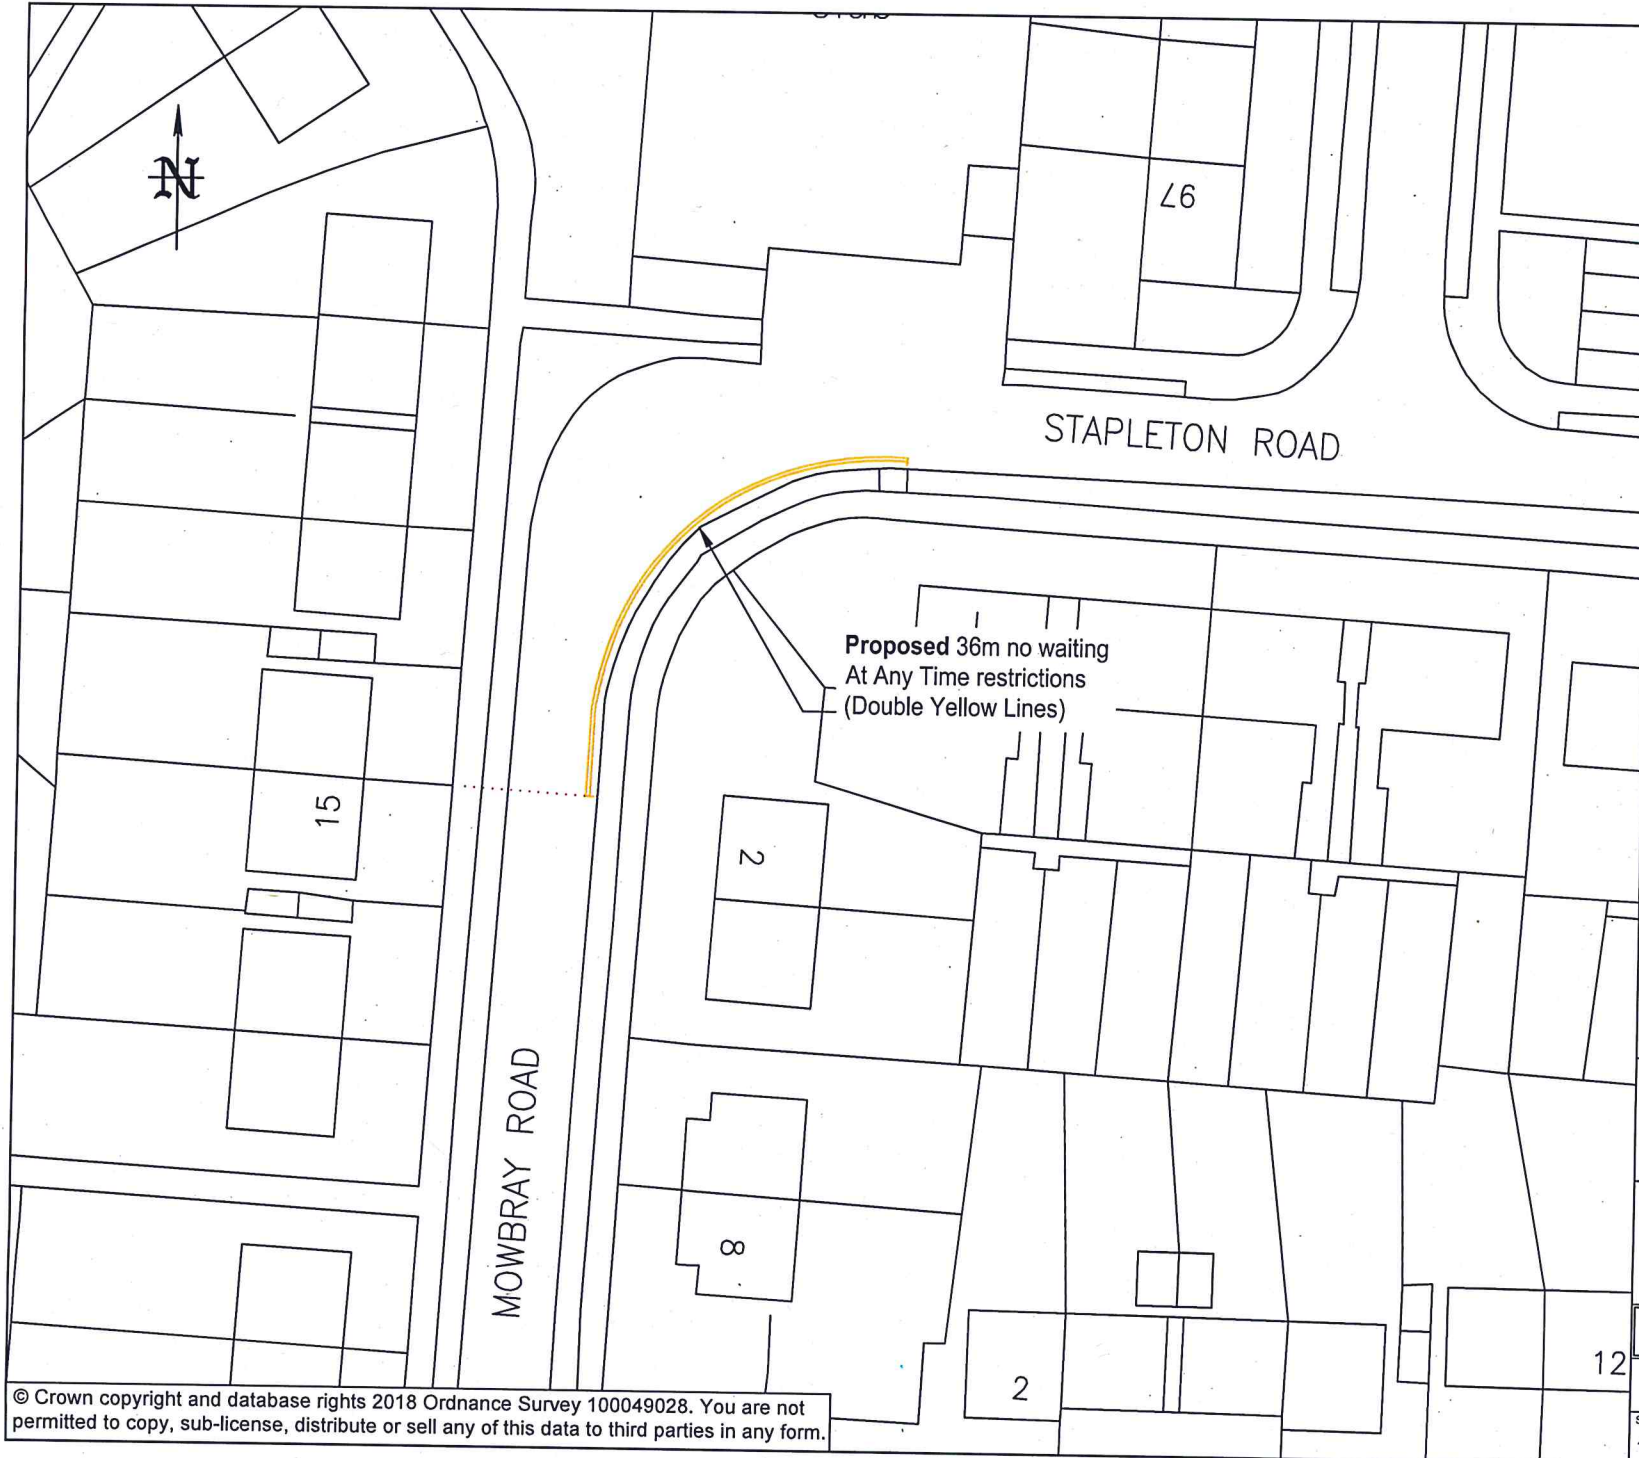 N
97
STAPLETON ROAD
Proposed 36m no waiting
At Any Time restrictions
(Double Yellow Lines)
15
2
MOWBRAY ROAD
8
2
12
© Crown copyright and database rights 2018 Ordnance Survey 100049028. You are not
permitted to copy, sub-license, distribute or sell any of this data to third parties in any form.